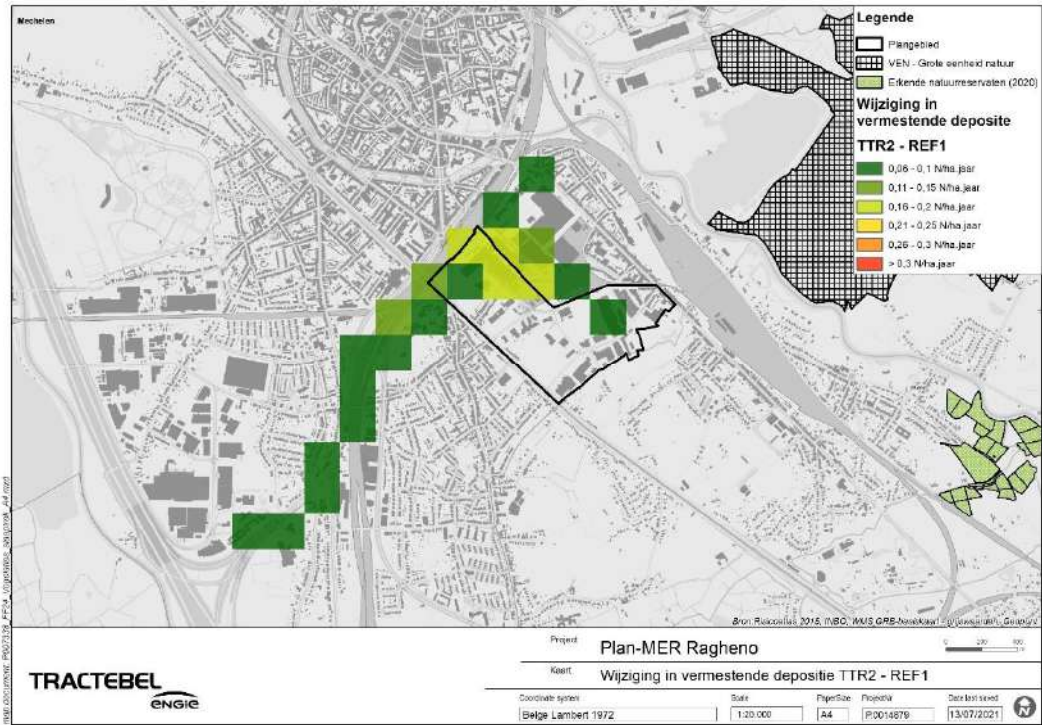 Mechelen
Legende
Plangebied
VEN - Grote eenheid natuur
Erkende natuurreservaten (2020)
Wijziging in
vermestende deposite
TTR2 - REF1
0,06 - 0,1 N/ha.jaar
0,11 - 0,15 N/ha.jaar
0,16 - 0,2 N/ha.jaar
0,21 - 0,25 N/ha.jaar
0,26 - 0,3 N/ha.jaar
> 0,3 N/ha.jaar
Project
Plan-MER Ragheno
Kaart
Wijziging in vermestende depositie TTR2 - REF1
TRACTEBEL
ENGIE
Coordinate system
Belge Lambert 1972
Scale
1:20.000
PaperSize
A4
ProjectNr
P.0014879
Date last saved
13/07/2021